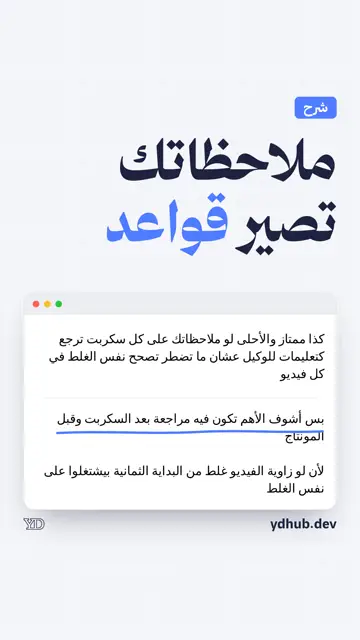 شرح
ملاحظاتك
تصير قواعد
كذا ممتاز والأحلى لو ملاحظاتك على كل سكربت ترجع
كتعليمات للوكيل عشان ما تضطر تصحح نفس الغلط في
كل فيديو
بس أشوف الأهم تكون فيه مراجعة بعد السكربت وقبل
المونتاج
لأن لو زاوية الفيديو غلط من البداية الثمانية بيشتغلوا على
نفس الغلط
ydhub.dev
YD